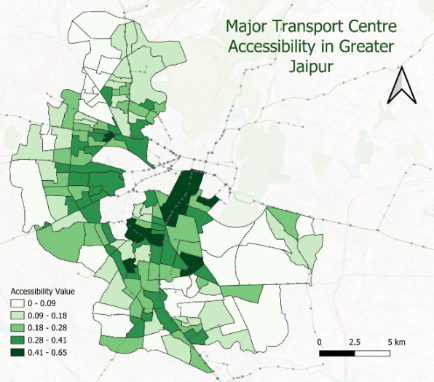 Major Transport Centre
Accessibility in Greater
Jaipur
Accessibility Value
0 - 0.09
0.09 - 0.18
0.18 - 0.28
0.28 - 0.41
0.41 - 0.65
0 2.5 5 km